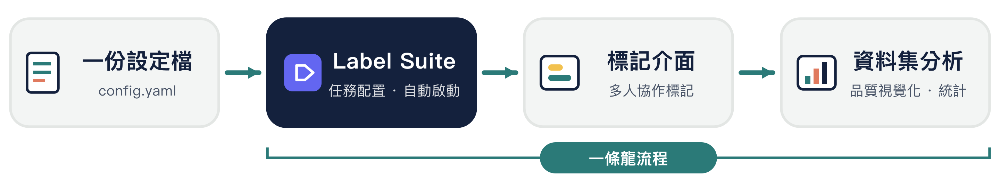 一份設定檔
config.yaml
Label Suite
任務配置 · 自動啟動
標記介面
多人協作標記
資料集分析
品質視覺化 · 統計
一條龍流程